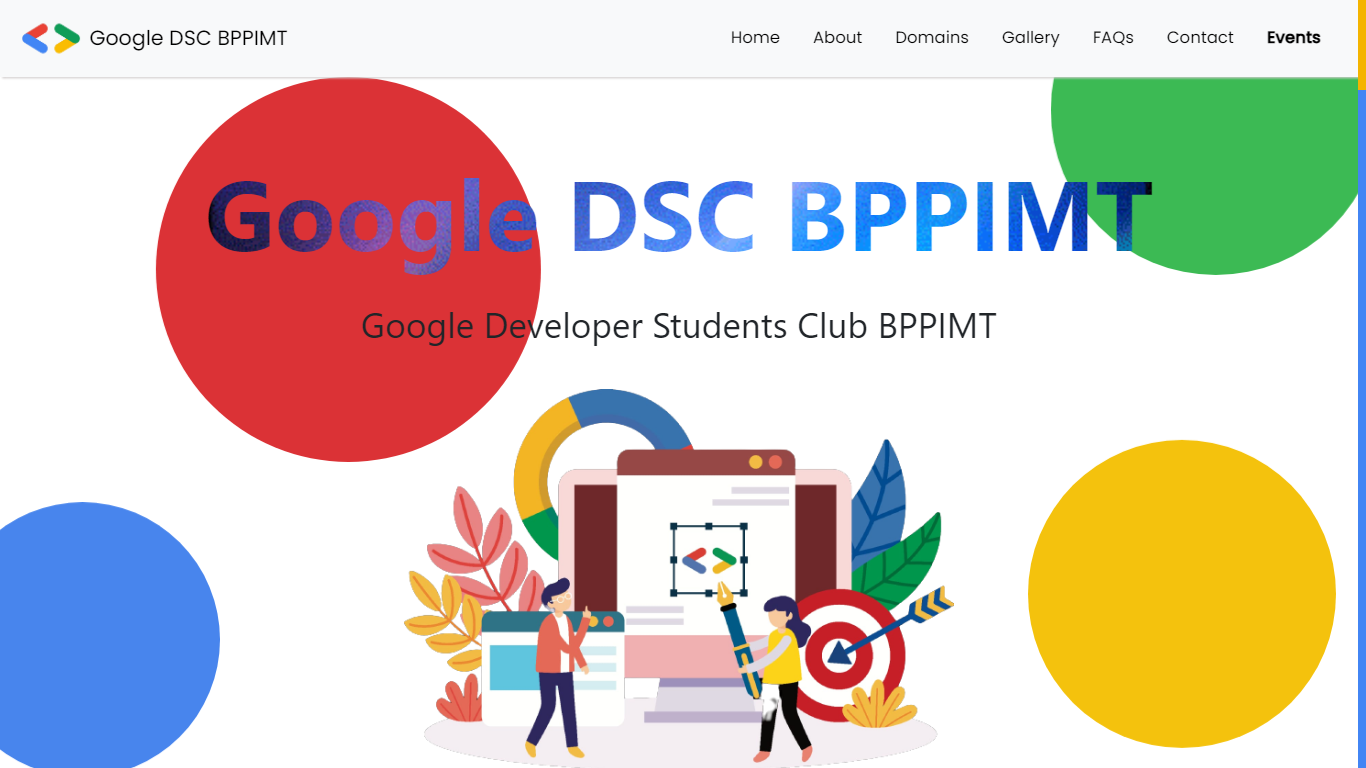 Google DSC BPPIMT
Home About Domains Gallery FAQs Contact Events
Google DSC BPPIMT
Google Developer Students Club BPPIMT